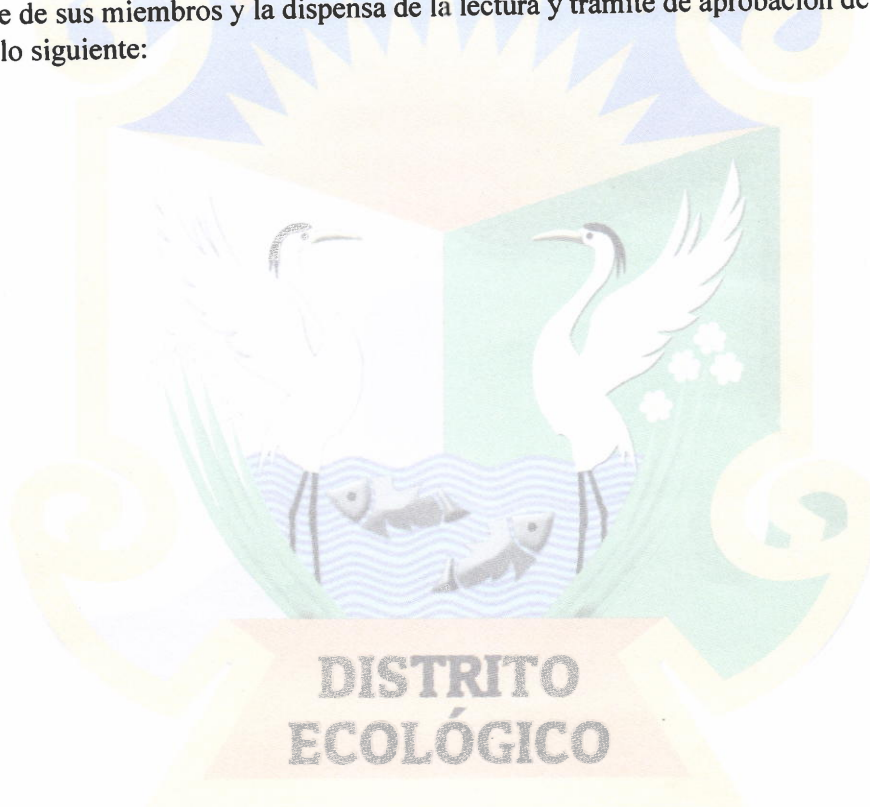 e de sus miembros y la dispensa de la lectura y trámite de aprobación de
lo siguiente:
DISTRITO
ECOLÓGICO